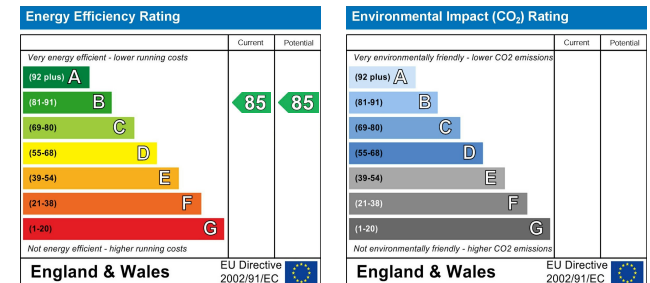 Energy Efficiency Rating
Current Potential
Very energy efficient - lower running costs
(92 plus) A
(81-91) B 85 85
(69-80) C
(55-68) D
(39-54) E
(21-38) F
(1-20) G
Not energy efficient - higher running costs
England & Wales
EU Directive
2002/91/EC
Environmental Impact (CO₂) Rating
Current Potential
Very environmentally friendly - lower CO2 emissions
(92 plus) A
(81-91) B
(69-80) C
(55-68) D
(39-54) E
(21-38) F
(1-20) G
Not environmentally friendly - higher CO2 emissions
England & Wales
EU Directive
2002/91/EC